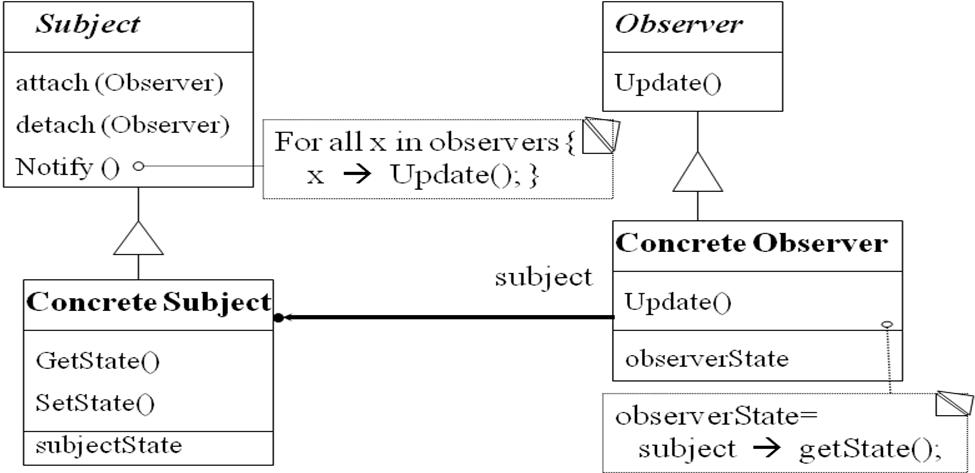 Subject
attach (Observer)
detach (Observer)
Notify ()
For all x in observers {
x → Update(); }
Observer
Update()
Concrete Subject
GetState()
SetState()
subjectState
subject
Concrete Observer
Update()
observerState
observerState=
subject → getState();